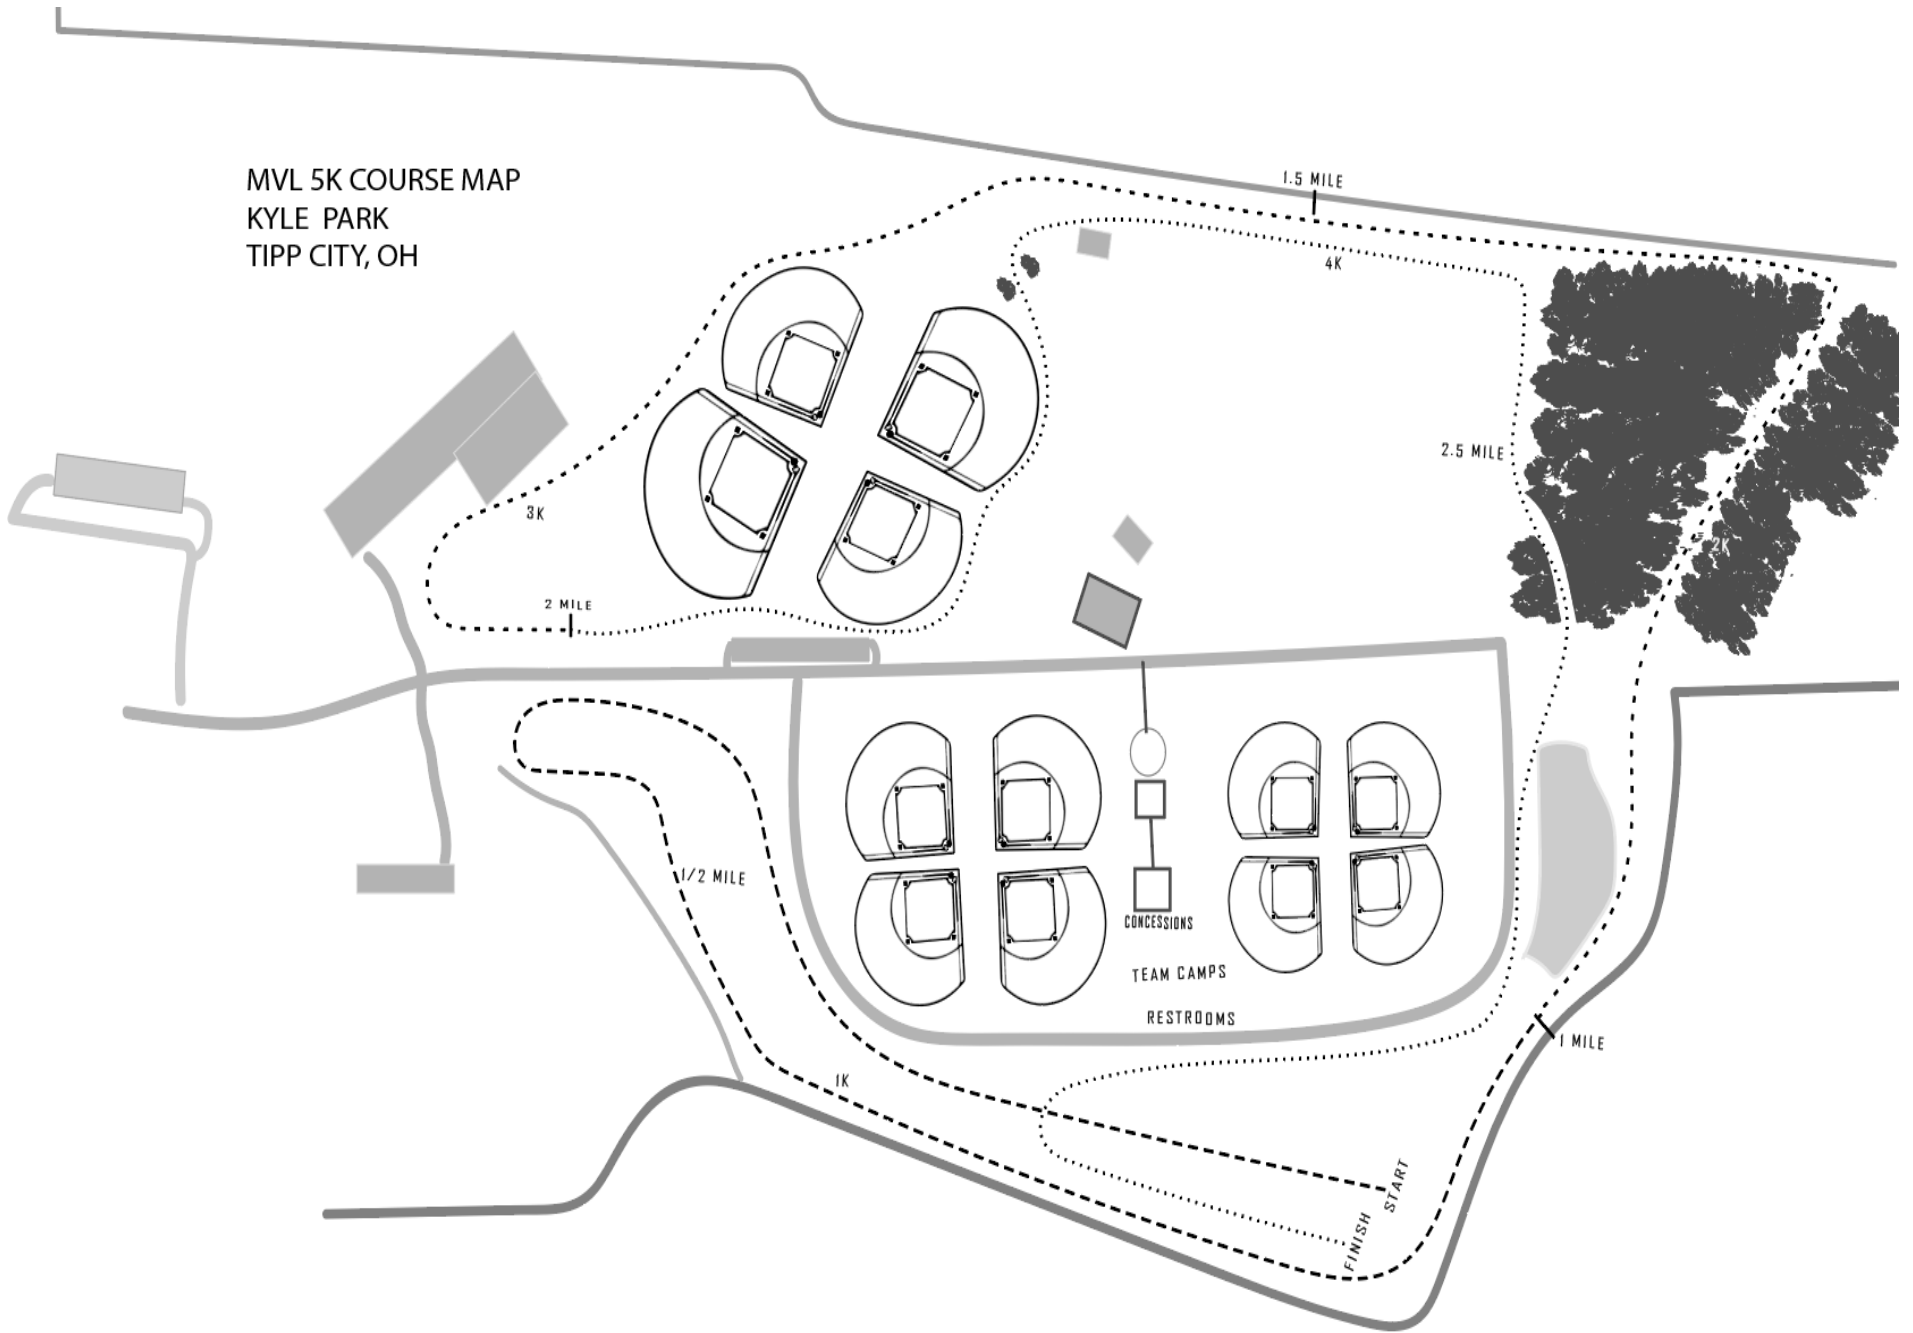 MVL 5K COURSE MAP
KYLE  PARK
TIPP CITY, OH
1.5 MILE
4K
2.5 MILE
3K
2K
2 MILE
1/2 MILE
CONCESSIONS
TEAM CAMPS
RESTROOMS
1 MILE
1K
START
FINISH